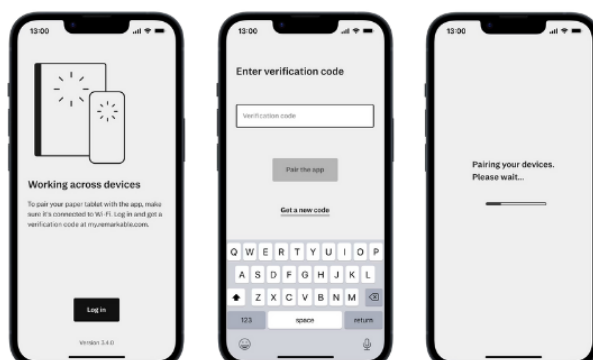 13:00
Working across devices
To pair your paper tablet with the app, make
sure it's connected to Wi-Fi. Log in and get a
verification code at my.remarkable.com.
Log in
Version 3.4.0
13:00
Enter verification code
Verification code
Pair the app
Get a new code
Q W E R T Y U I O P
A S D F G H J K L
Z X C V B N M
123 space return
13:00
Pairing your devices.
Please wait...